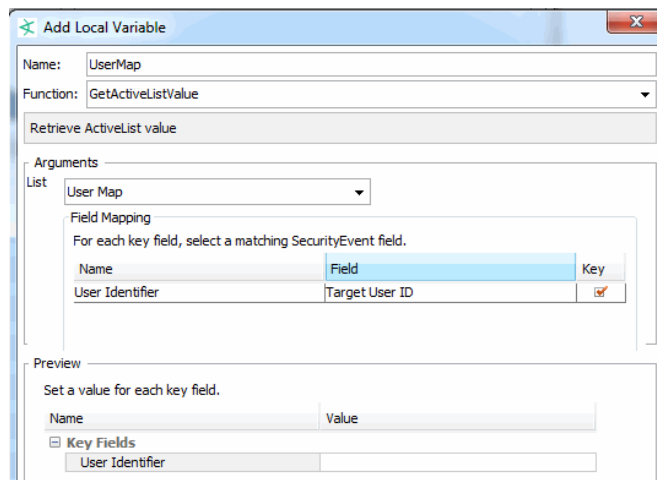 Add Local Variable
Name: UserMap
Function: GetActiveListValue
Retrieve ActiveList value
Arguments
List User Map
Field Mapping
For each key field, select a matching SecurityEvent field.
Name Field Key
User Identifier Target User ID
Preview
Set a value for each key field.
Name Value
Key Fields
User Identifier